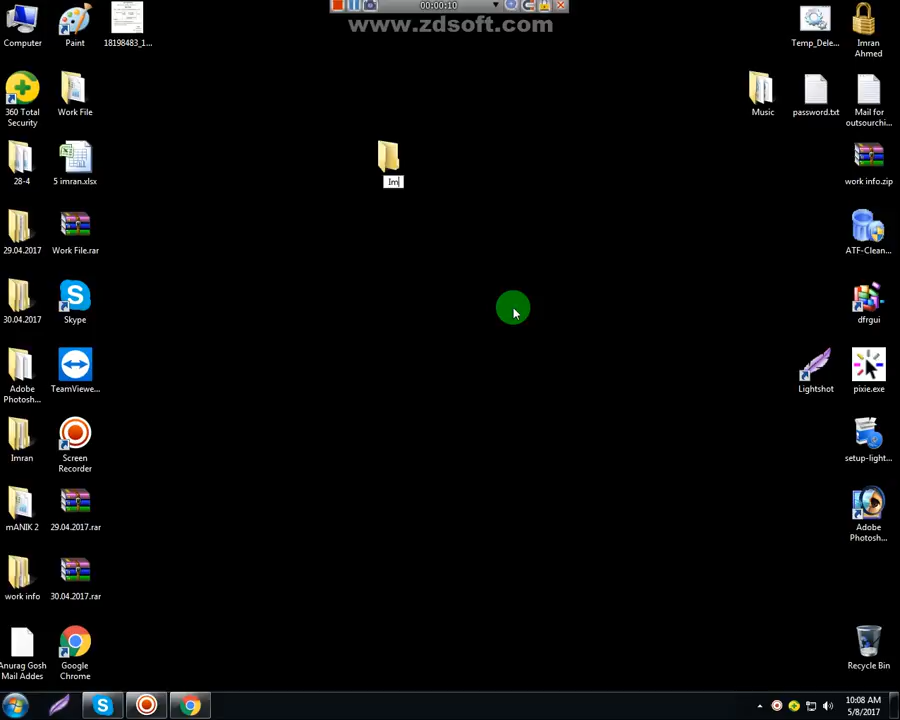 00:00:10
www.zdsoft.com
Computer
Paint
18198483_1...
Temp_Dele...
Imran
Ahmed
360 Total
Security
Work File
Music
password.txt
Mail for
outsourchi...
28-4
5 imran.xlsx
Im
work info.zip
29.04.2017
Work File.rar
ATF-Clean...
30.04.2017
Skype
dfrgui
Adobe
Photosh...
TeamViewe...
Lightshot
pixie.exe
Imran
Screen
Recorder
setup-light...
mANIK 2
29.04.2017.rar
Adobe
Photosh...
work info
30.04.2017.rar
Anurag Gosh
Mail Addes
Google
Chrome
Recycle Bin
10:08 AM
5/8/2017